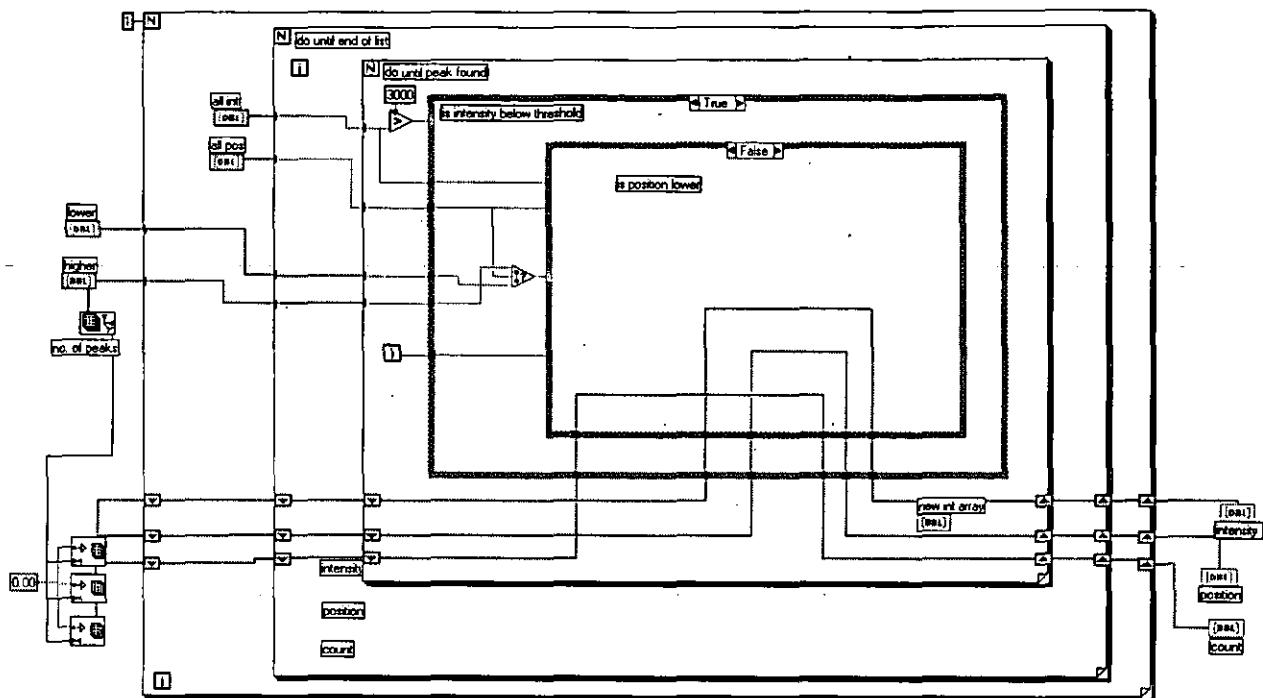 N
N
do until end of list
i
N
do until peak found
3000
True
is intensity below threshold
all int
[DBL]
False
all pos
[DBL]
is position lower
lower
[DBL]
higher
[DBL]
no. of peaks
new int array
[DBL]
[DBL]
intensity
0.00
intensity
[DBL]
position
position
[DBL]
count
count
i